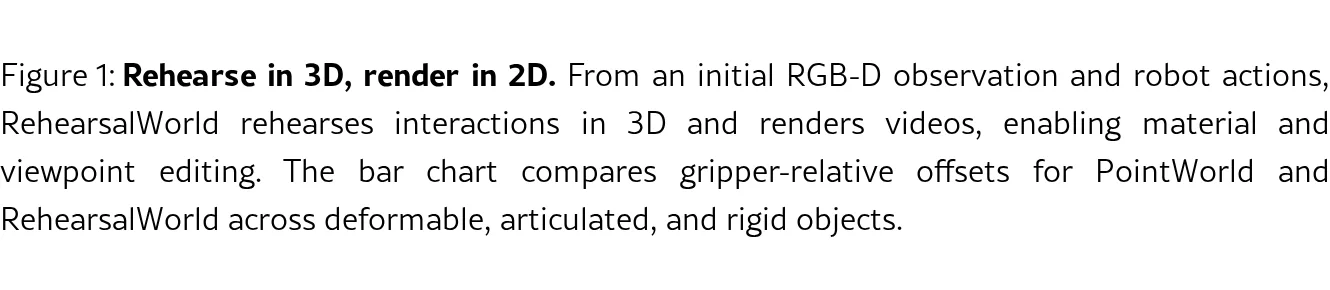 Figure 1: Rehearse in 3D, render in 2D. From an initial RGB-D observation and robot actions,
RehearsalWorld rehearses interactions in 3D and renders videos, enabling material and
viewpoint editing. The bar chart compares gripper-relative offsets for PointWorld and
RehearsalWorld across deformable, articulated, and rigid objects.